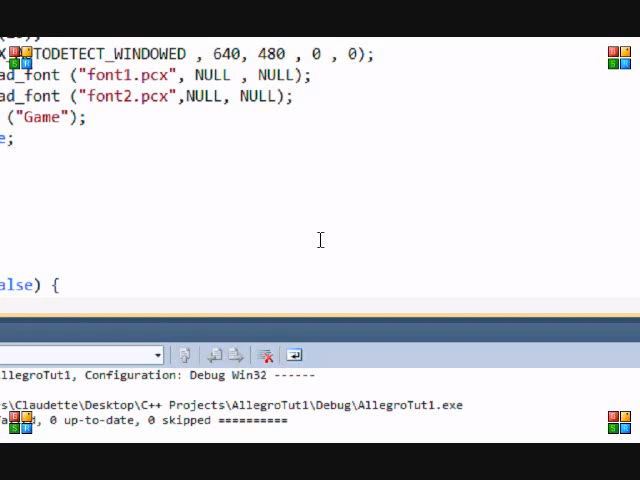 TODETECT_WINDOWED , 640, 480 , 0 , 0);
ad_font ("font1.pcx", NULL , NULL);
ad_font ("font2.pcx",NULL, NULL);
("Game");
e;
alse) {
llegroTut1, Configuration: Debug Win32 ------
s\Claudette\Desktop\C++ Projects\AllegroTut1\Debug\AllegroTut1.exe
d, 0 up-to-date, 0 skipped ==========